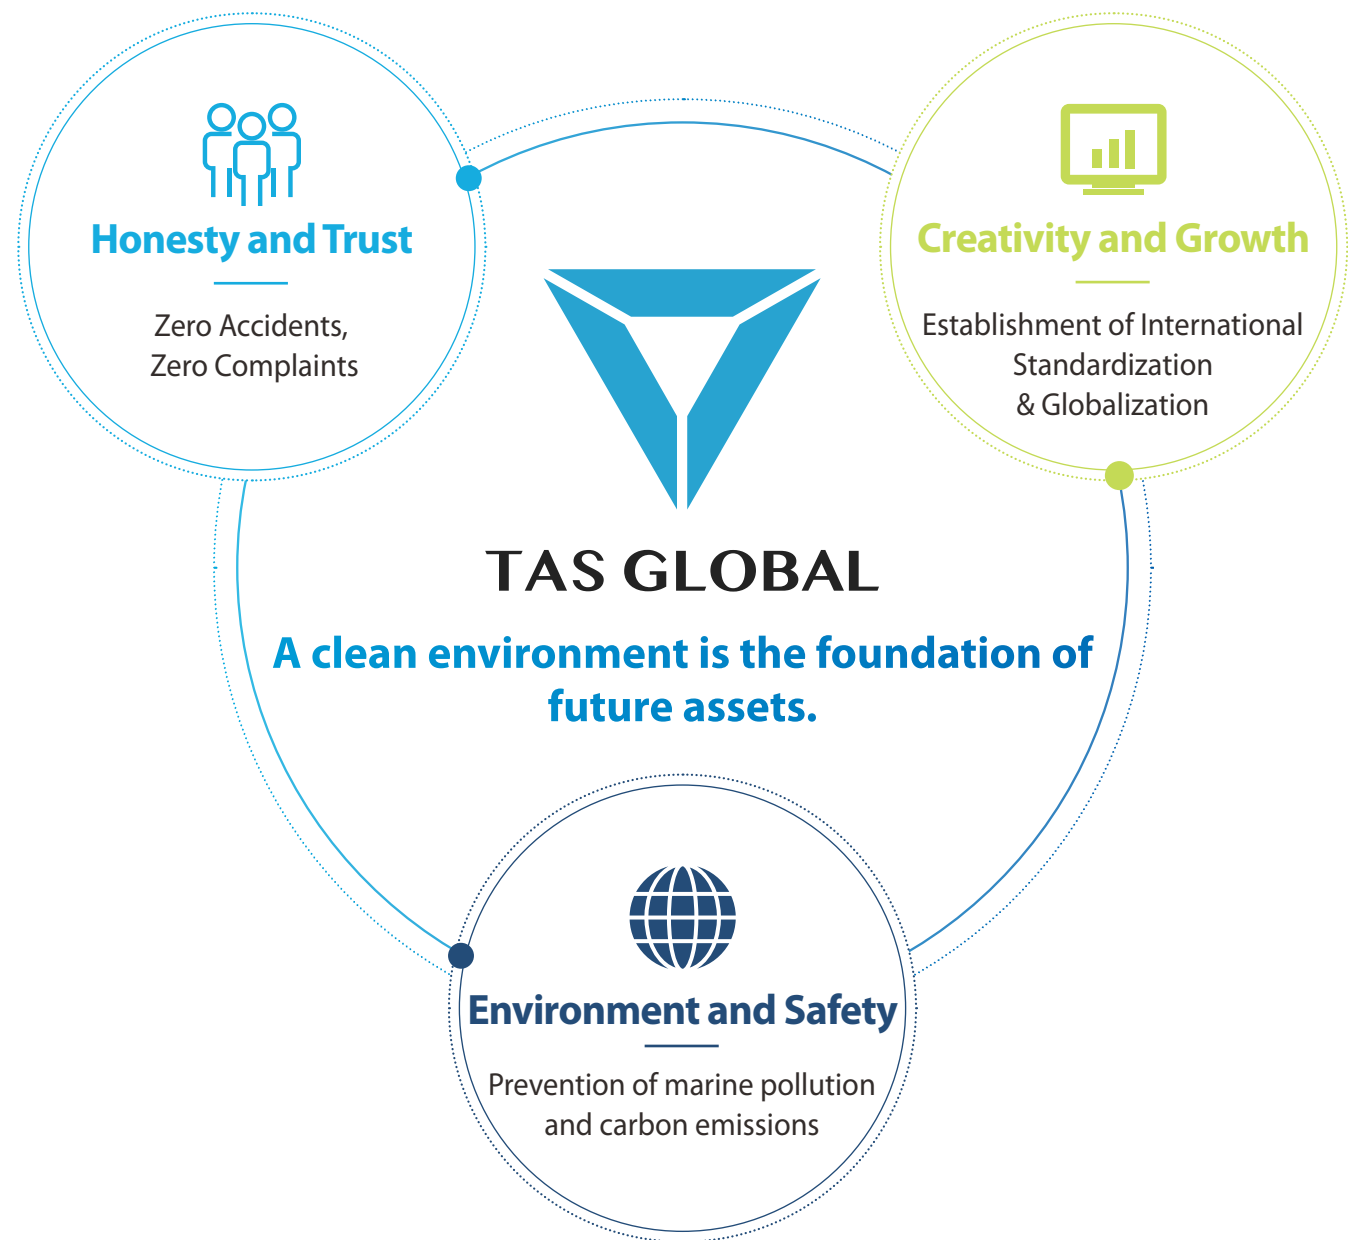 Honesty and Trust
Zero Accidents,
Zero Complaints
Creativity and Growth
Establishment of International
Standardization
& Globalization
TAS GLOBAL
A clean environment is the foundation of
future assets.
Environment and Safety
Prevention of marine pollution
and carbon emissions